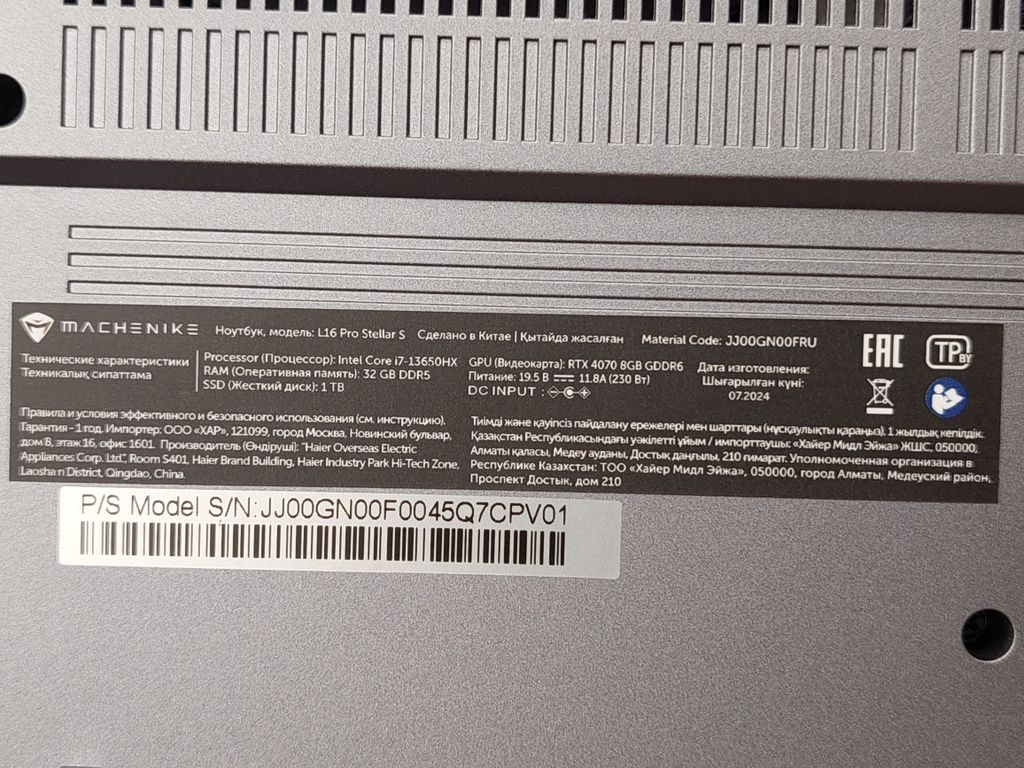 MACHENIKE
Ноутбук, модель: L16 Pro Stellar S Сделано в Китае | Қытайда жасалған Material Code: JJ00GN00FRU
Технические характеристики
Техникалық сипаттама
Processor (Процессор): Intel Core i7-13650HX
RAM (Оперативная память): 32 GB DDR5
SSD (Жесткий диск): 1 TB
GPU (Видеокарта): RTX 4070 8GB GDDR6
Питание: 19.5 В 11.8A (230 Вт)
DC INPUT :
Дата изготовления:
Шығарылған күні:
07.2024
EAC
TP BY
Правила и условия эффективного и безопасного использования (см. инструкцию).
Гарантия – 1 год. Импортер: ООО «ХАР», 121099, город Москва, Новинский бульвар,
дом 8, этаж 16, офис 1601. Производитель (Өндіруші): "Haier Overseas Electric
Appliances Corp. Ltd.", Room S401, Haier Brand Building, Haier Industry Park Hi-Tech Zone,
Laoshan District, Qingdao, China.
Тиімді және қауіпсіз пайдалану ережелері мен шарттары (нұсқаулықты қараңыз). 1 жылдық кепілдік.
Қазақстан Республикасындағы уәкілетті ұйым / импорттаушы: «Хайер Мидл Эйжа» ЖШС, 050000,
Алматы қаласы, Медеу ауданы, Достық даңғылы, 210 ғимарат. Уполномоченная организация в
Республике Казахстан: ТОО «Хайер Мидл Эйжа», 050000, город Алматы, Медеуский район,
Проспект Достык, дом 210
P/S Model S/N:JJ00GN00F0045Q7CPV01